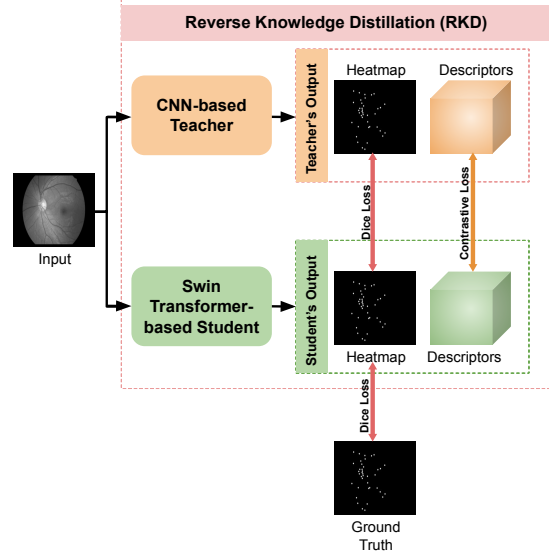 Reverse Knowledge Distillation (RKD)
CNN-based
Teacher
Teacher's Output
Heatmap
Descriptors
Dice Loss
Contrastive Loss
Input
Swin
Transformer-
based Student
Student's Output
Heatmap
Descriptors
Dice Loss
Ground
Truth